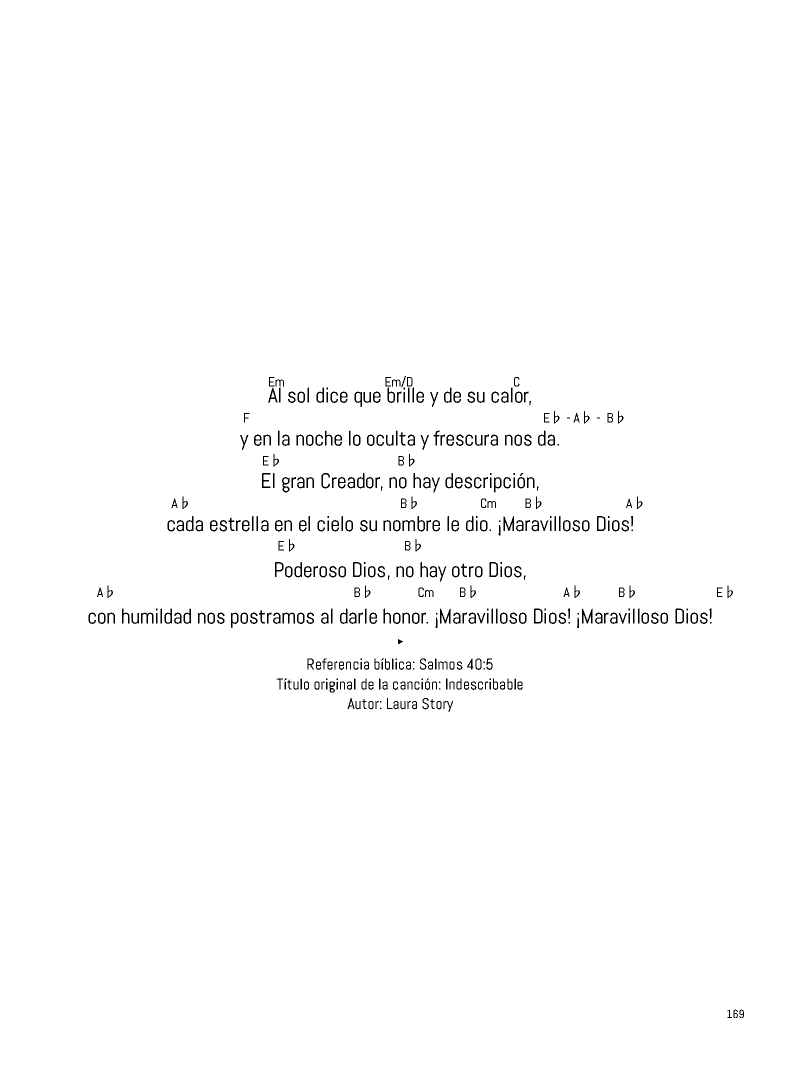 Em Em/D C
Al sol dice que brille y de su calor,
F E♭ - A♭ - B♭
y en la noche lo oculta y frescura nos da.
E♭ B♭
El gran Creador, no hay descripción,
A♭ B♭ Cm B♭ A♭
cada estrella en el cielo su nombre le dio. ¡Maravilloso Dios!
E♭ B♭
Poderoso Dios, no hay otro Dios,
A♭ B♭ Cm B♭ A♭ B♭ E♭
con humildad nos postramos al darle honor. ¡Maravilloso Dios! ¡Maravilloso Dios!
Referencia bíblica: Salmos 40:5
Título original de la canción: Indescribable
Autor: Laura Story
169